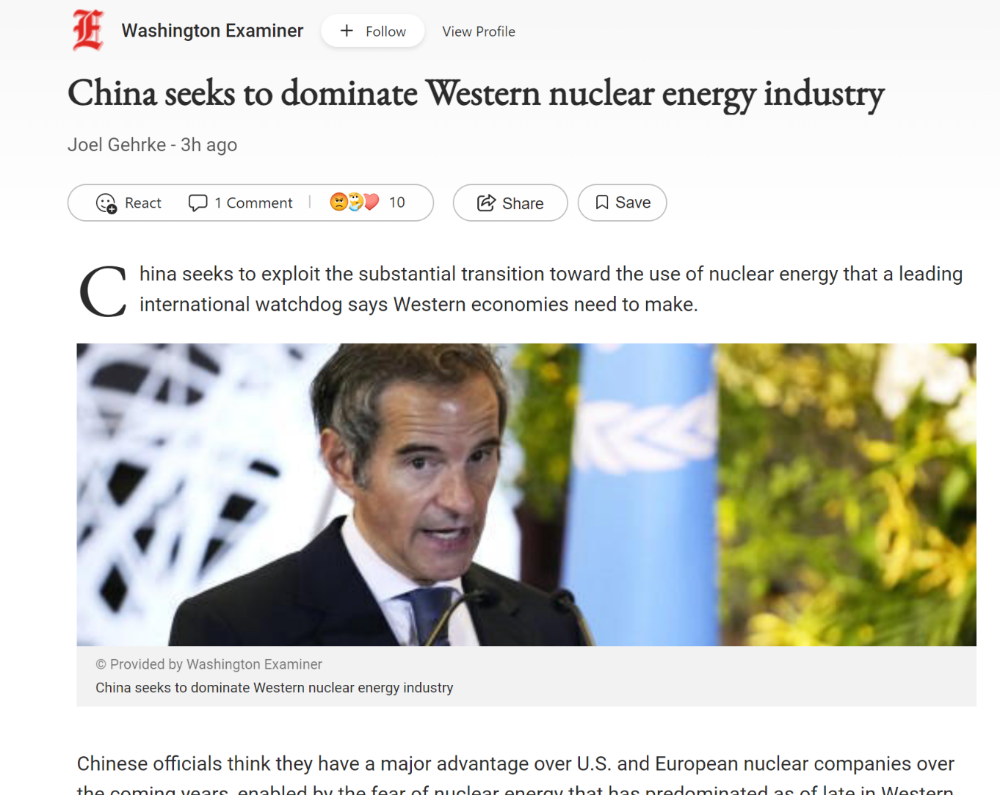 Washington Examiner
+ Follow
View Profile
China seeks to dominate Western nuclear energy industry
Joel Gehrke - 3h ago
React
1 Comment
10
Share
Save
China seeks to exploit the substantial transition toward the use of nuclear energy that a leading
international watchdog says Western economies need to make.
© Provided by Washington Examiner
China seeks to dominate Western nuclear energy industry
Chinese officials think they have a major advantage over U.S. and European nuclear companies over
the coming years, enabled by the fear of nuclear energy that has predominated as of late in Western